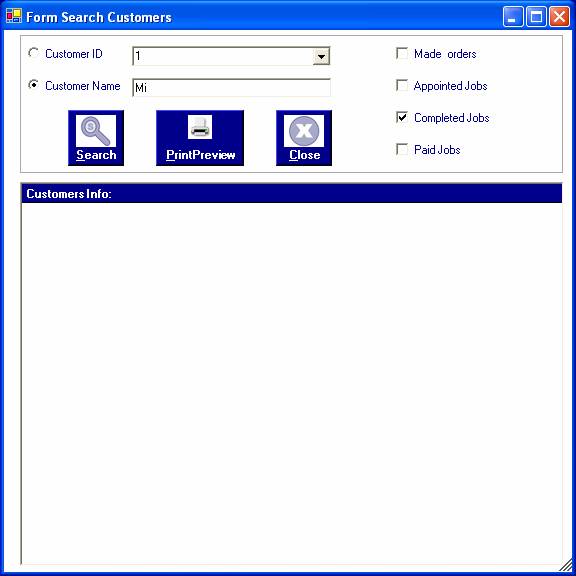 Form Search Customers
Customer ID 1 Made orders
Customer Name Mi Appointed Jobs
Completed Jobs
Search PrintPreview Close Paid Jobs
Customers Info: